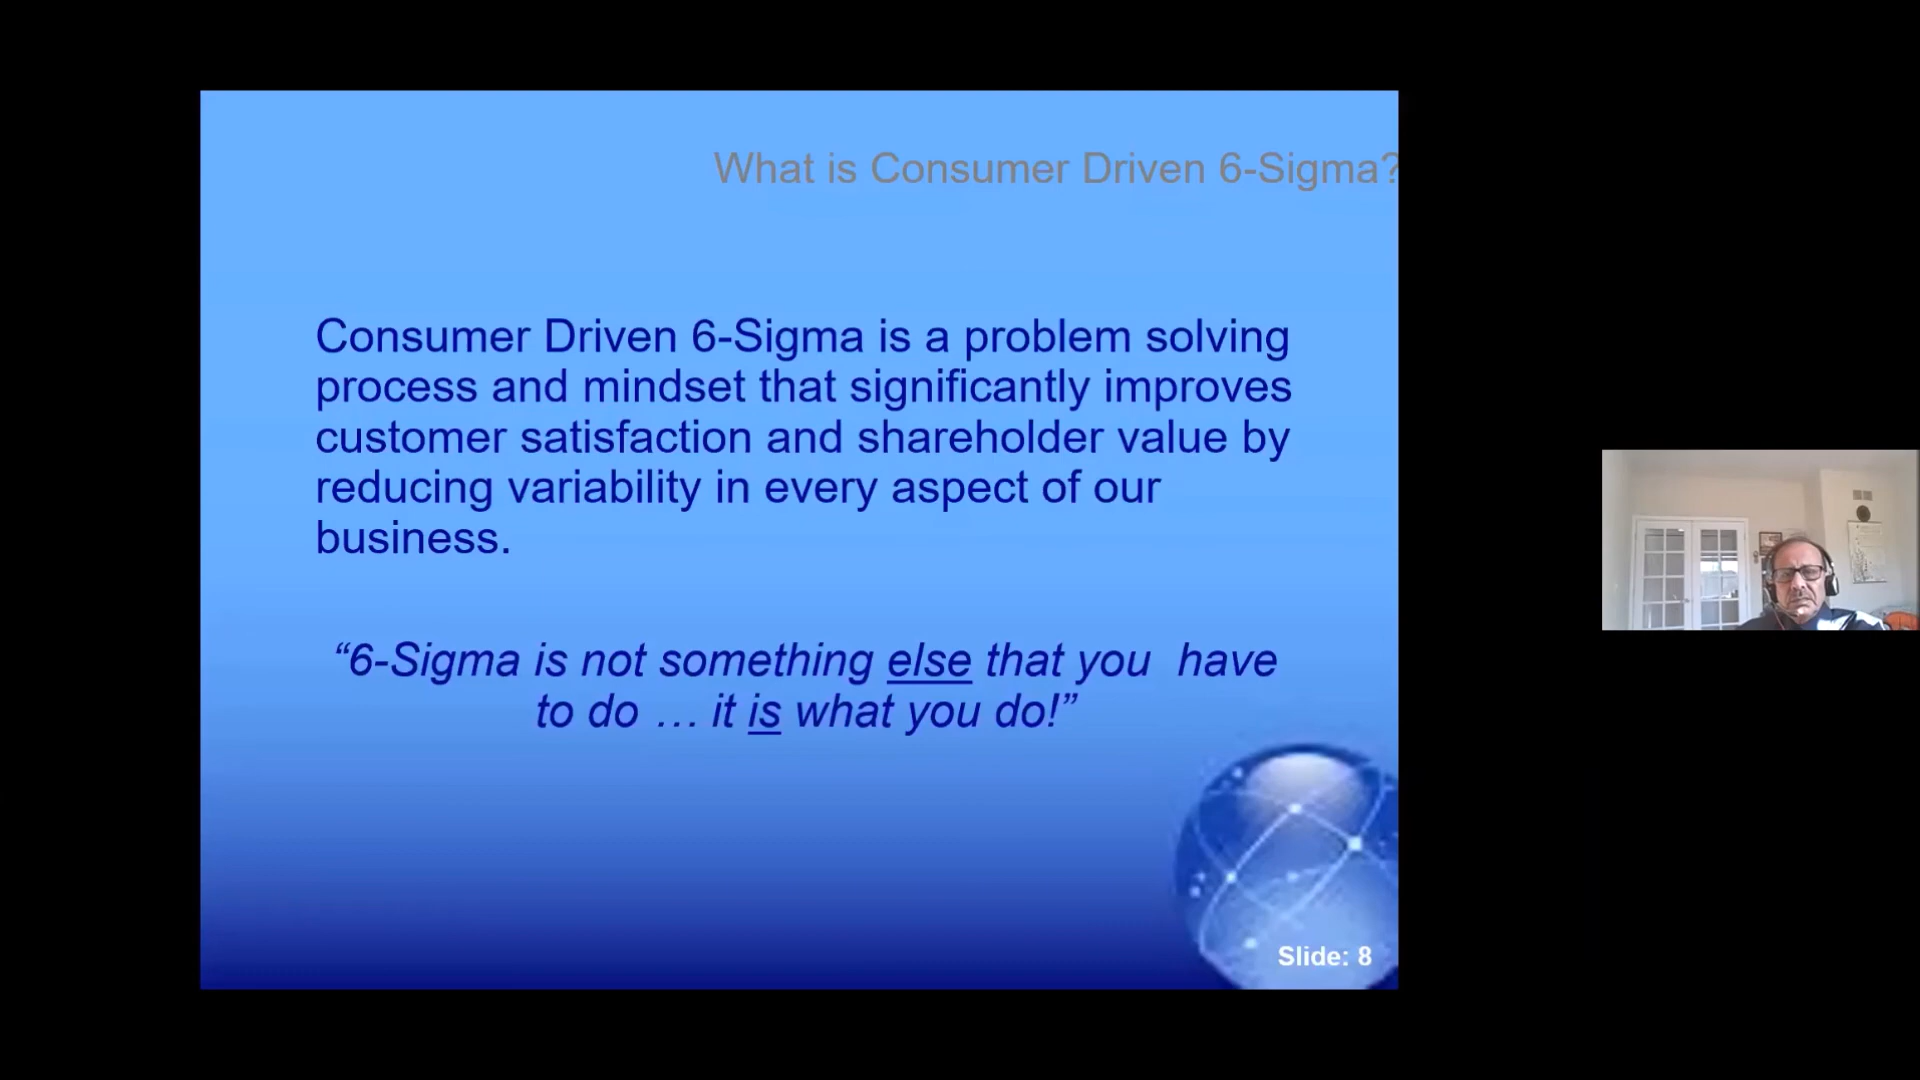 What is Consumer Driven 6-Sigma?
Consumer Driven 6-Sigma is a problem solving
process and mindset that significantly improves
customer satisfaction and shareholder value by
reducing variability in every aspect of our
business.
“6-Sigma is not something else that you  have
to do … it is what you do!”
Slide: 8